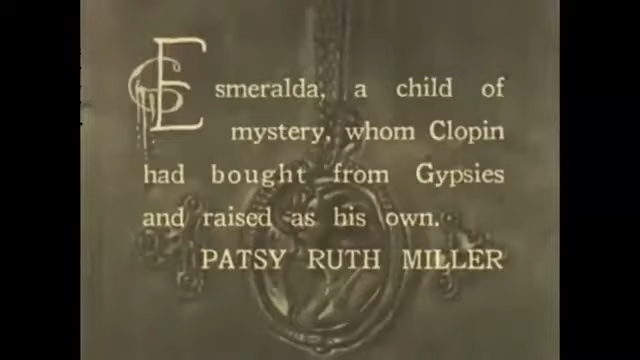 Esmeralda, a child of
mystery, whom Clopin
had bought from Gypsies
and raised as his own.
PATSY RUTH MILLER